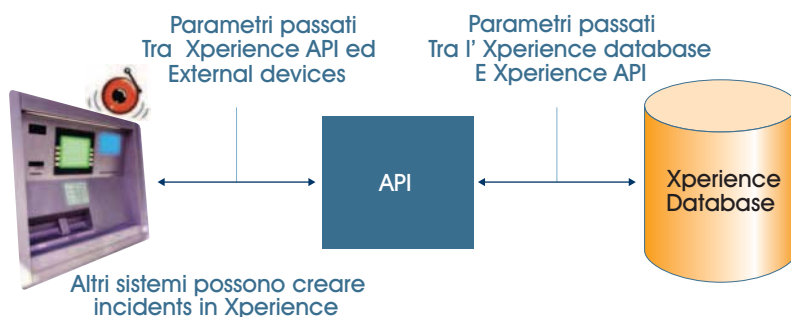 Parametri passati
Tra Xperience API ed
External devices
Parametri passati
Tra l' Xperience database
E Xperience API
API
Xperience
Database
Altri sistemi possono creare
incidents in Xperience